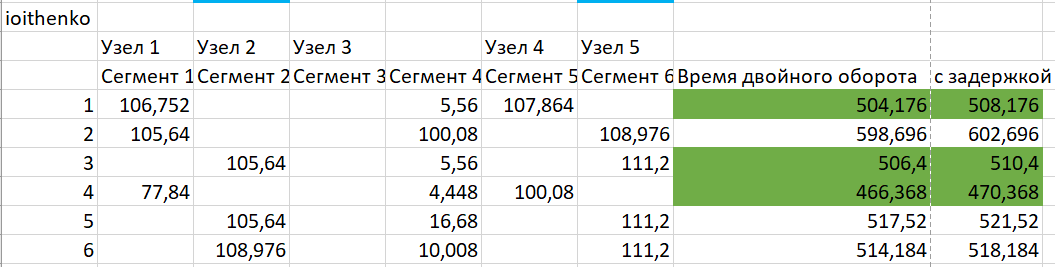 ioithenko
Узел 1 Узел 2 Узел 3 Узел 4 Узел 5
Сегмент 1 Сегмент 2 Сегмент 3 Сегмент 4 Сегмент 5 Сегмент 6 Время двойного оборота с задержкой
1 106,752 5,56 107,864 504,176 508,176
2 105,64 100,08 108,976 598,696 602,696
3 105,64 5,56 111,2 506,4 510,4
4 77,84 4,448 100,08 466,368 470,368
5 105,64 16,68 111,2 517,52 521,52
6 108,976 10,008 111,2 514,184 518,184